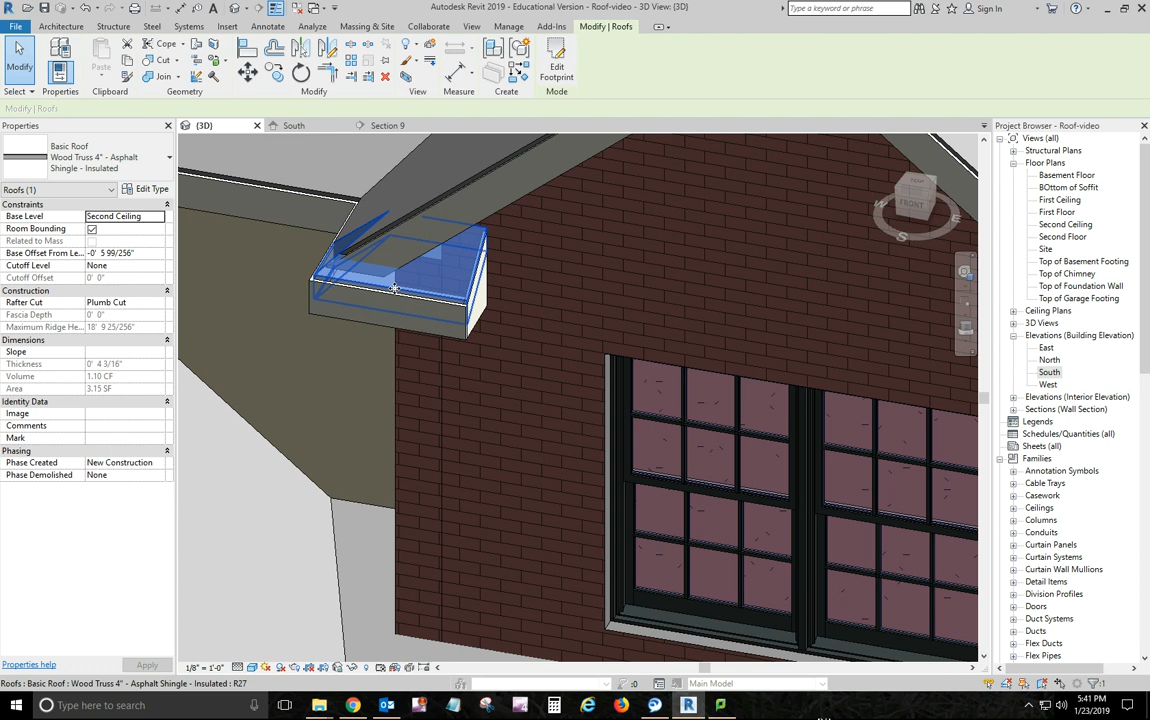 Autodesk Revit 2019 - Educational Version - Roof-video - 3D View: {3D}
Type a keyword or phrase
Sign In
File
Architecture
Structure
Steel
Systems
Insert
Annotate
Analyze
Massing & Site
Collaborate
View
Manage
Add-Ins
Modify | Roofs
Modify
Properties
Paste
Cope
Cut
Join
Edit
Footprint
Select
Properties
Clipboard
Geometry
Modify
View
Measure
Create
Mode
Modify | Roofs
Properties
{3D}
South
Section 9
Project Browser - Roof-video
Basic Roof
Wood Truss 4" - Asphalt
Shingle - Insulated
Roofs (1)
Edit Type
Constraints
Base Level
Second Ceiling
Room Bounding
Related to Mass
Base Offset From Le...
-0' 5 99/256"
Cutoff Level
None
Cutoff Offset
0' 0"
Construction
Rafter Cut
Plumb Cut
Fascia Depth
0' 0"
Maximum Ridge He...
18' 9 25/256"
Dimensions
Slope
Thickness
0' 4 3/16"
Volume
1.10 CF
Area
3.15 SF
Identity Data
Image
Comments
Mark
Phasing
Phase Created
New Construction
Phase Demolished
None
Properties help
Apply
FRONT
S
E
W
Views (all)
Structural Plans
Floor Plans
Basement Floor
BOttom of Soffit
First Ceiling
First Floor
Second Ceiling
Second Floor
Site
Top of Basement Footing
Top of Chimney
Top of Foundation Wall
Top of Garage Footing
Ceiling Plans
3D Views
Elevations (Building Elevation)
East
North
South
West
Elevations (Interior Elevation)
Sections (Wall Section)
Legends
Schedules/Quantities (all)
Sheets (all)
Families
Annotation Symbols
Cable Trays
Casework
Ceilings
Columns
Conduits
Curtain Panels
Curtain Systems
Curtain Wall Mullions
Detail Items
Division Profiles
Doors
Duct Systems
Ducts
Flex Ducts
Flex Pipes
1/8" = 1'-0"
Roofs : Basic Roof : Wood Truss 4" - Asphalt Shingle - Insulated : R27
:0
Main Model
:1
Type here to search
5:41 PM
1/23/2019